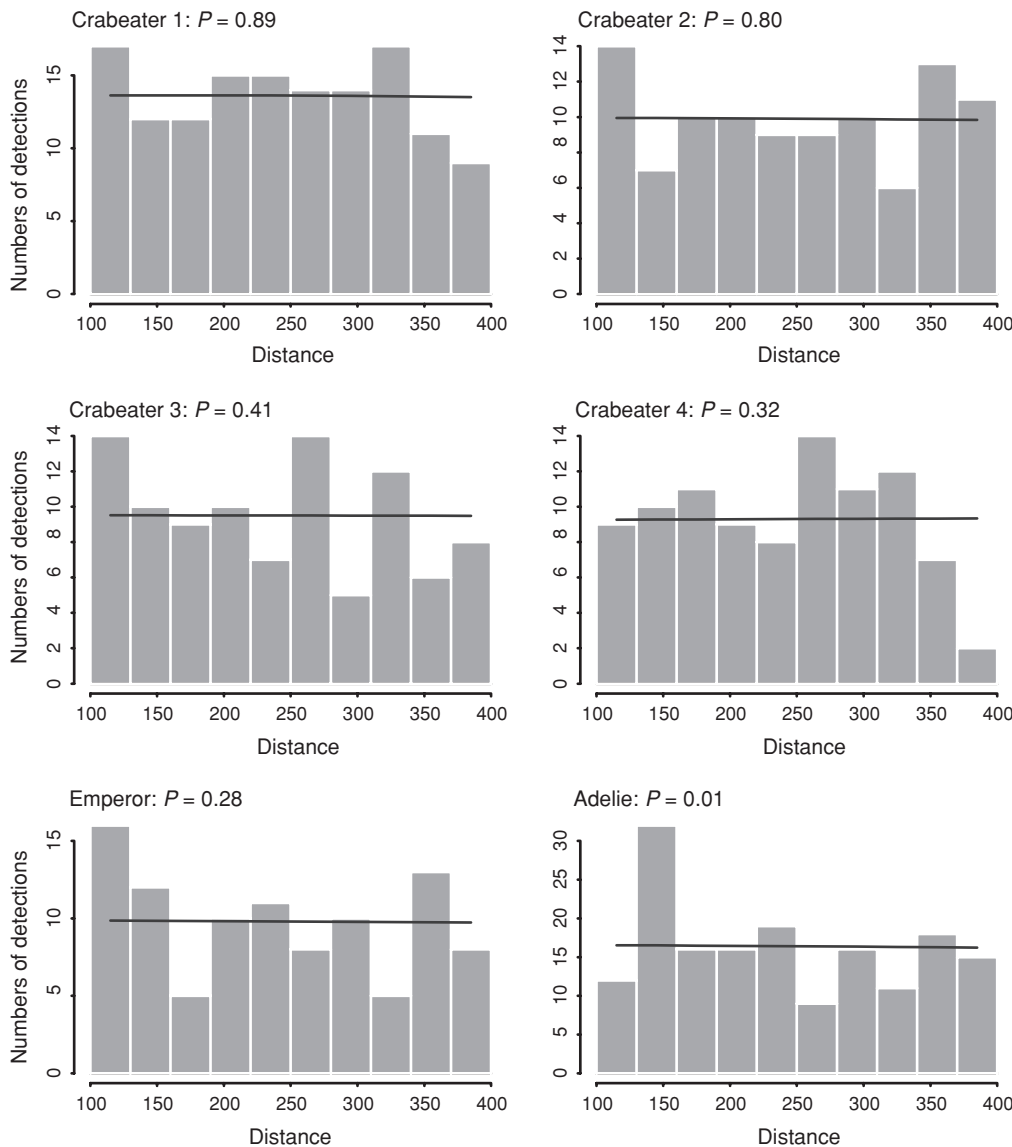 Crabeater 1: P = 0.89
Numbers of detections
0 5 10 15
100 150 200 250 300 350 400
Distance
Crabeater 2: P = 0.80
0 2 4 6 8 10 12 14
100 150 200 250 300 350 400
Distance
Crabeater 3: P = 0.41
Numbers of detections
0 2 4 6 8 10 12 14
100 150 200 250 300 350 400
Distance
Crabeater 4: P = 0.32
0 2 4 6 8 10 12 14
100 150 200 250 300 350 400
Distance
Emperor: P = 0.28
Numbers of detections
0 5 10 15
100 150 200 250 300 350 400
Distance
Adelie: P = 0.01
0 5 10 15 20 25 30
100 150 200 250 300 350 400
Distance